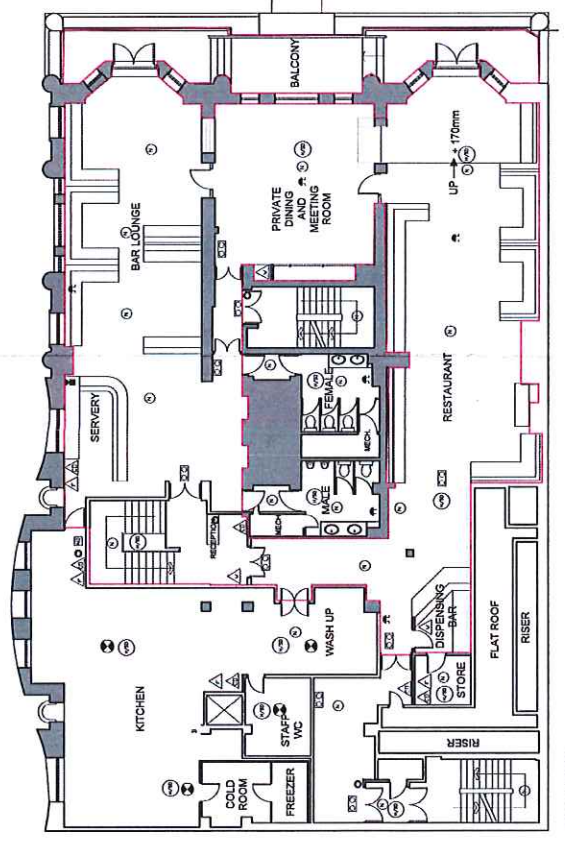 BALCONY
UP
+ 170mm
PRIVATE
DINING
AND
MEETING
ROOM
BAR LOUNGE
SERVERY
FEMALE
MECH.
RESTAURANT
MALE
MECH
RECEPTION
KITCHEN
WASH UP
DISPENSING
BAR
STORE
FLAT ROOF
RISER
RISER
STAFF
WC
COLD
ROOM
FREEZER